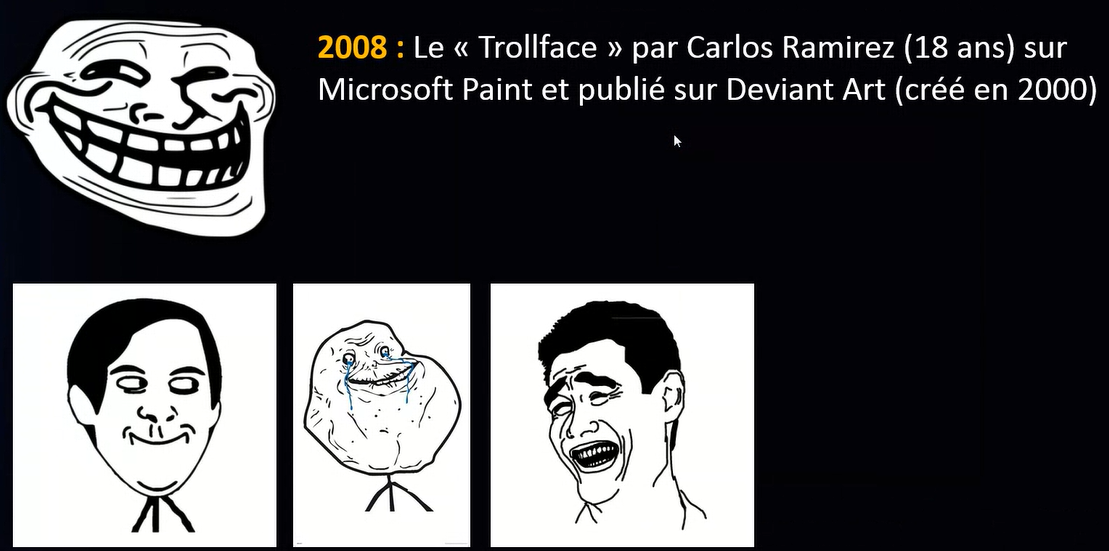 2008 : Le « Trollface » par Carlos Ramirez (18 ans) sur
Microsoft Paint et publié sur Deviant Art (créé en 2000)